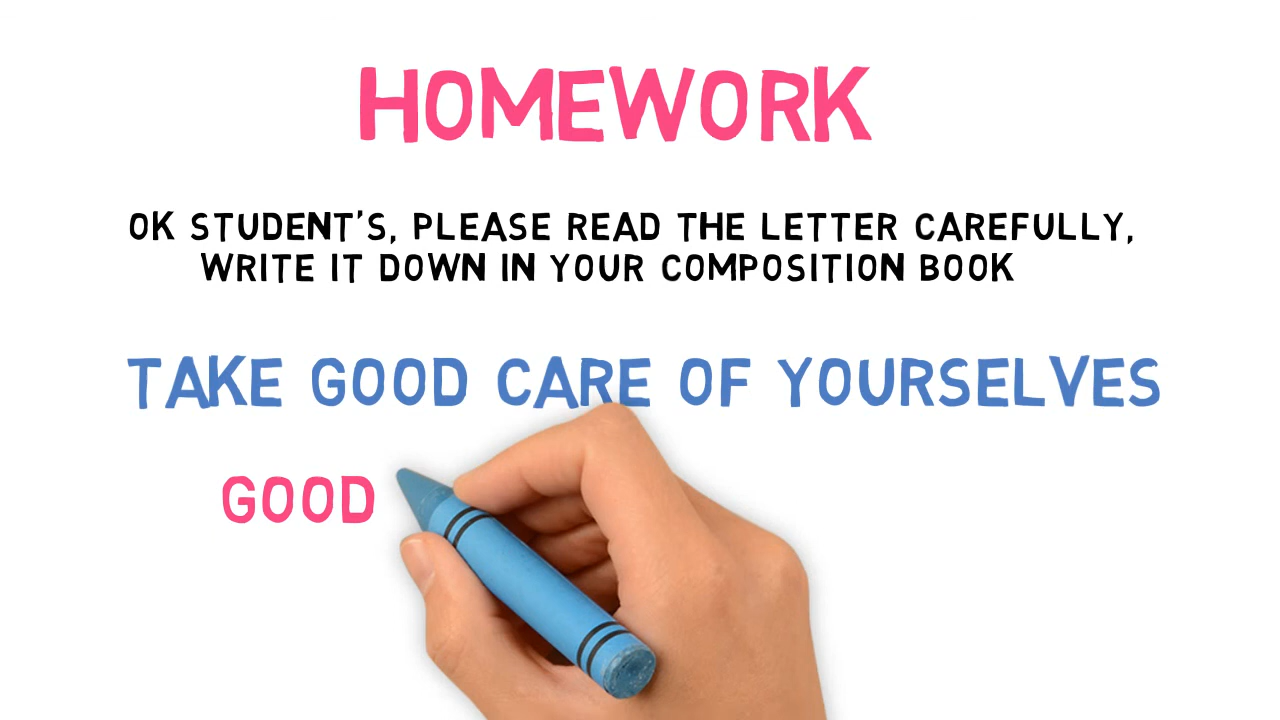 HOMEWORK
OK STUDENT'S, PLEASE READ THE LETTER CAREFULLY,
WRITE IT DOWN IN YOUR COMPOSITION BOOK
TAKE GOOD CARE OF YOURSELVES
GOOD